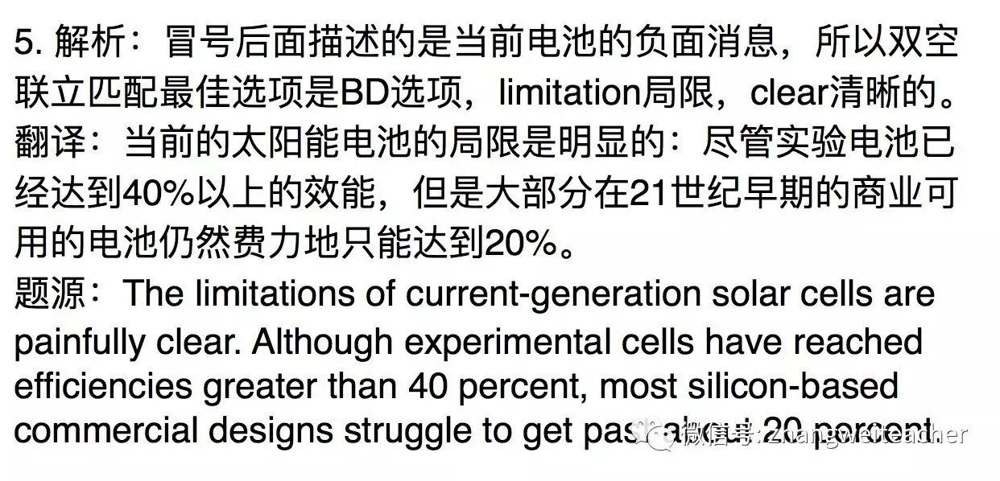 5. 解析：冒号后面描述的是当前电池的负面消息，所以双空
联立匹配最佳选项是BD选项，limitation局限，clear清晰的。
翻译：当前的太阳能电池的局限是明显的：尽管实验电池已
经达到40%以上的效能，但是大部分在21世纪早期的商业可
用的电池仍然费力地只能达到20%。
题源：The limitations of current-generation solar cells are
painfully clear. Although experimental cells have reached
efficiencies greater than 40 percent, most silicon-based
commercial designs struggle to get past about 20 percent.
微信号: zhangweiteacher